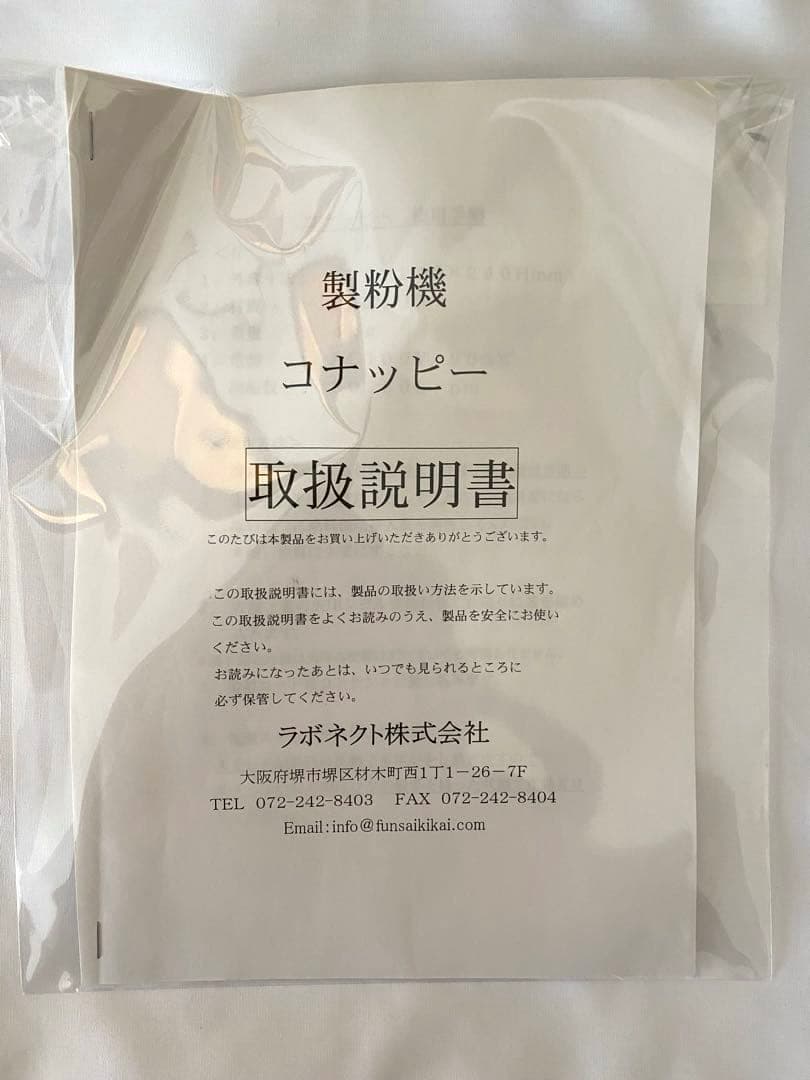 製粉機
コナッピー
取扱説明書
このたびは本製品をお買い上げいただきありがとうございます。
この取扱説明書には、製品の取扱い方法を示しています。
この取扱説明書をよくお読みのうえ、製品を安全にお使い
ください。
お読みになったあとは、いつでも見られるところに
必ず保管してください。
ラボネクト株式会社
大阪府堺市堺区材木町西1丁1－26－7F
TEL 072-242-8403 FAX 072-242-8404
Email：info＠funsaikikai.com